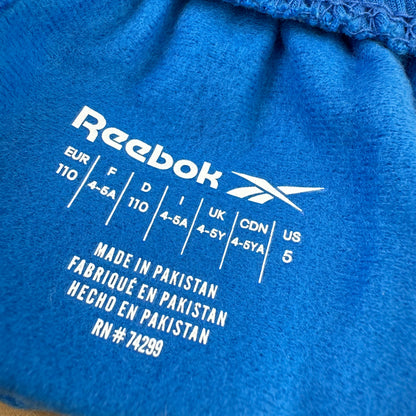 Reebok
EUR F D I UK CDN US
110 4-5A 110 4-5A 4-5Y 4-5YA 5
MADE IN PAKISTAN
FABRIQUÉ EN PAKISTAN
HECHO EN PAKISTAN
RN # 74299